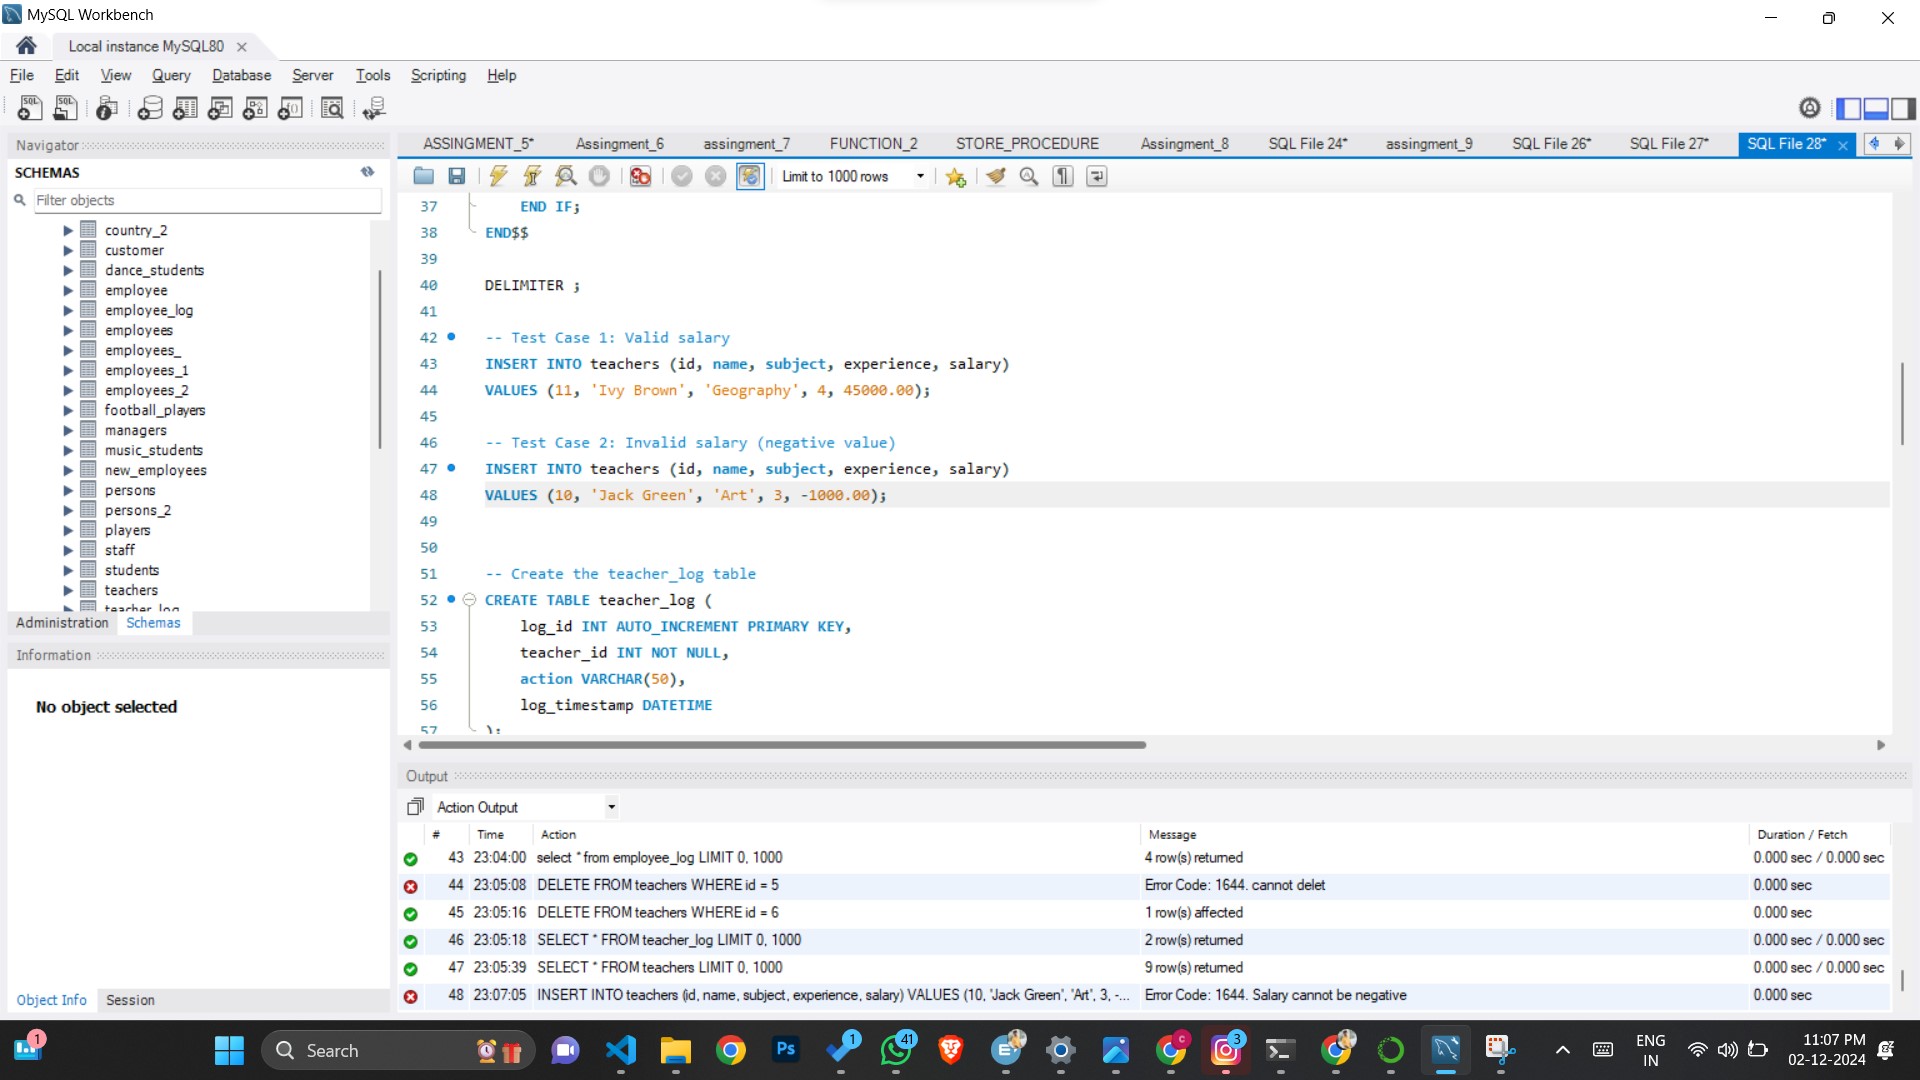 MySQL Workbench
Local instance MySQL80
File Edit View Query Database Server Tools Scripting Help
Navigator
SCHEMAS
Filter objects
country_2
customer
dance_students
employee
employee_log
employees
employees_
employees_1
employees_2
football_players
managers
music_students
new_employees
persons
persons_2
players
staff
students
teachers
teacher_log
Administration Schemas
Information
No object selected
Object Info Session
ASSINGMENT_5* Assingment_6 assingment_7 FUNCTION_2 STORE_PROCEDURE Assingment_8 SQL File 24* assingment_9 SQL File 26* SQL File 27* SQL File 28*
Limit to 1000 rows
37 END IF;
38 END$$
39
40 DELIMITER ;
41
42 -- Test Case 1: Valid salary
43 INSERT INTO teachers (id, name, subject, experience, salary)
44 VALUES (11, 'Ivy Brown', 'Geography', 4, 45000.00);
45
46 -- Test Case 2: Invalid salary (negative value)
47 INSERT INTO teachers (id, name, subject, experience, salary)
48 VALUES (10, 'Jack Green', 'Art', 3, -1000.00);
49
50
51 -- Create the teacher_log table
52 CREATE TABLE teacher_log (
53 log_id INT AUTO_INCREMENT PRIMARY KEY,
54 teacher_id INT NOT NULL,
55 action VARCHAR(50),
56 log_timestamp DATETIME
57 );
Output
Action Output
# Time Action Message Duration / Fetch
43 23:04:00 select * from employee_log LIMIT 0, 1000 4 row(s) returned 0.000 sec / 0.000 sec
44 23:05:08 DELETE FROM teachers WHERE id = 5 Error Code: 1644. cannot delet 0.000 sec
45 23:05:16 DELETE FROM teachers WHERE id = 6 1 row(s) affected 0.000 sec
46 23:05:18 SELECT * FROM teacher_log LIMIT 0, 1000 2 row(s) returned 0.000 sec / 0.000 sec
47 23:05:39 SELECT * FROM teachers LIMIT 0, 1000 9 row(s) returned 0.000 sec / 0.000 sec
48 23:07:05 INSERT INTO teachers (id, name, subject, experience, salary) VALUES (10, 'Jack Green', 'Art', 3, -... Error Code: 1644. Salary cannot be negative 0.000 sec
1
Search
Ps
1
41
C
3
ENG
IN
11:07 PM
02-12-2024